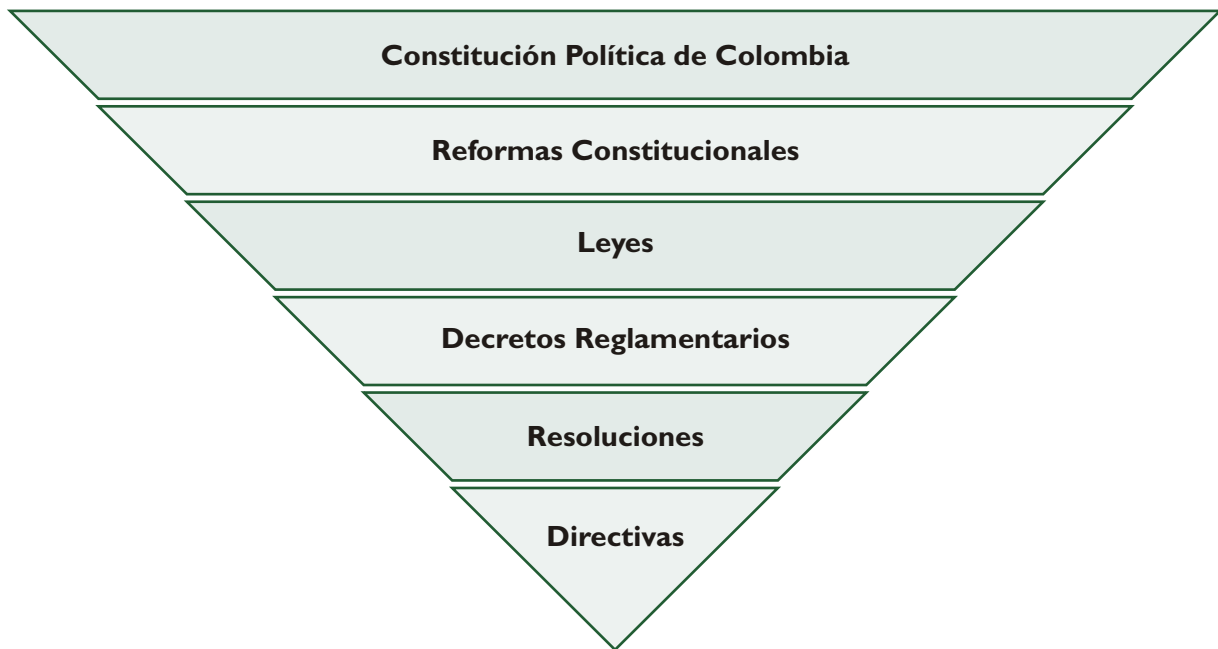 Constitución Política de Colombia
Reformas Constitucionales
Leyes
Decretos Reglamentarios
Resoluciones
Directivas